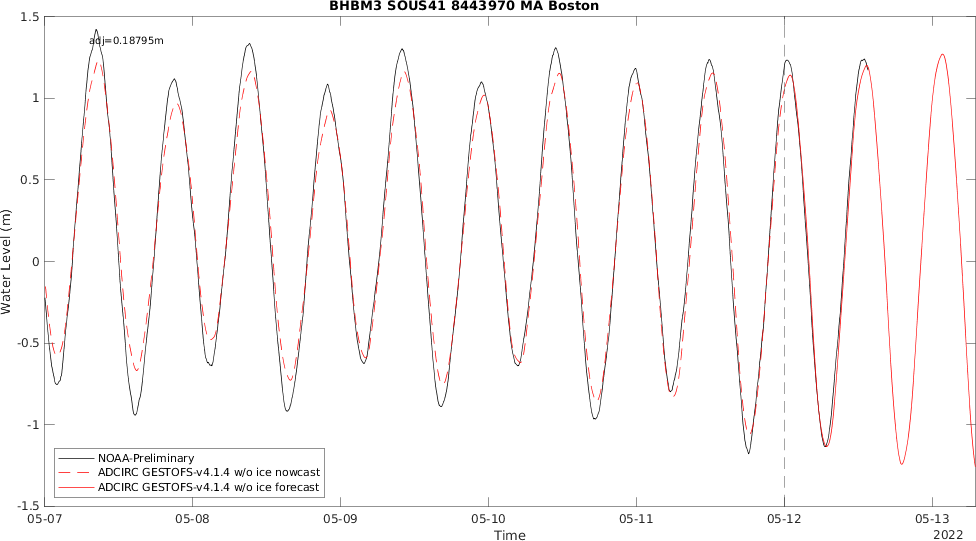 BHBM3 SOUS41 8443970 MA Boston
1.5
adj=0.18795m
1
0.5
0
-0.5
-1
-1.5
Water Level (m)
NOAA-Preliminary
ADCIRC GESTOFS-v4.1.4 w/o ice nowcast
ADCIRC GESTOFS-v4.1.4 w/o ice forecast
05-07 05-08 05-09 05-10 05-11 05-12 05-13
Time
2022